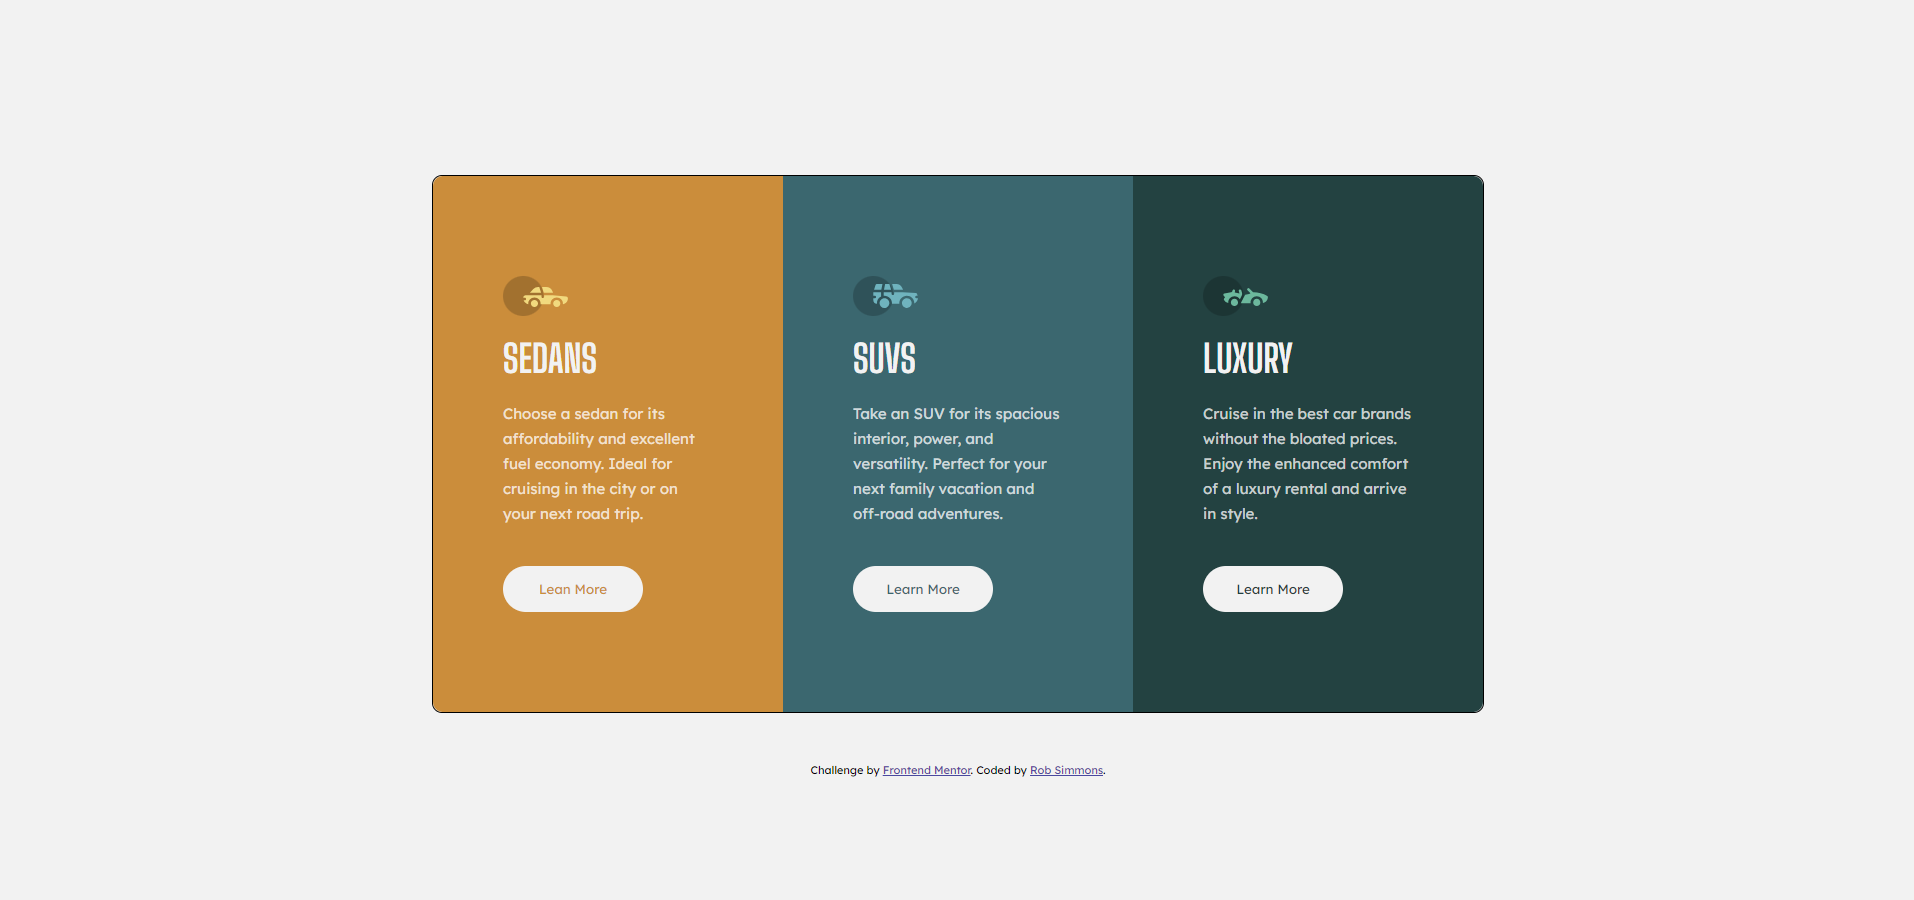 SEDANS
Choose a sedan for its
affordability and excellent
fuel economy. Ideal for
cruising in the city or on
your next road trip.
Lean More
SUVS
Take an SUV for its spacious
interior, power, and
versatility. Perfect for your
next family vacation and
off-road adventures.
Learn More
LUXURY
Cruise in the best car brands
without the bloated prices.
Enjoy the enhanced comfort
of a luxury rental and arrive
in style.
Learn More
Challenge by Frontend Mentor. Coded by Rob Simmons.